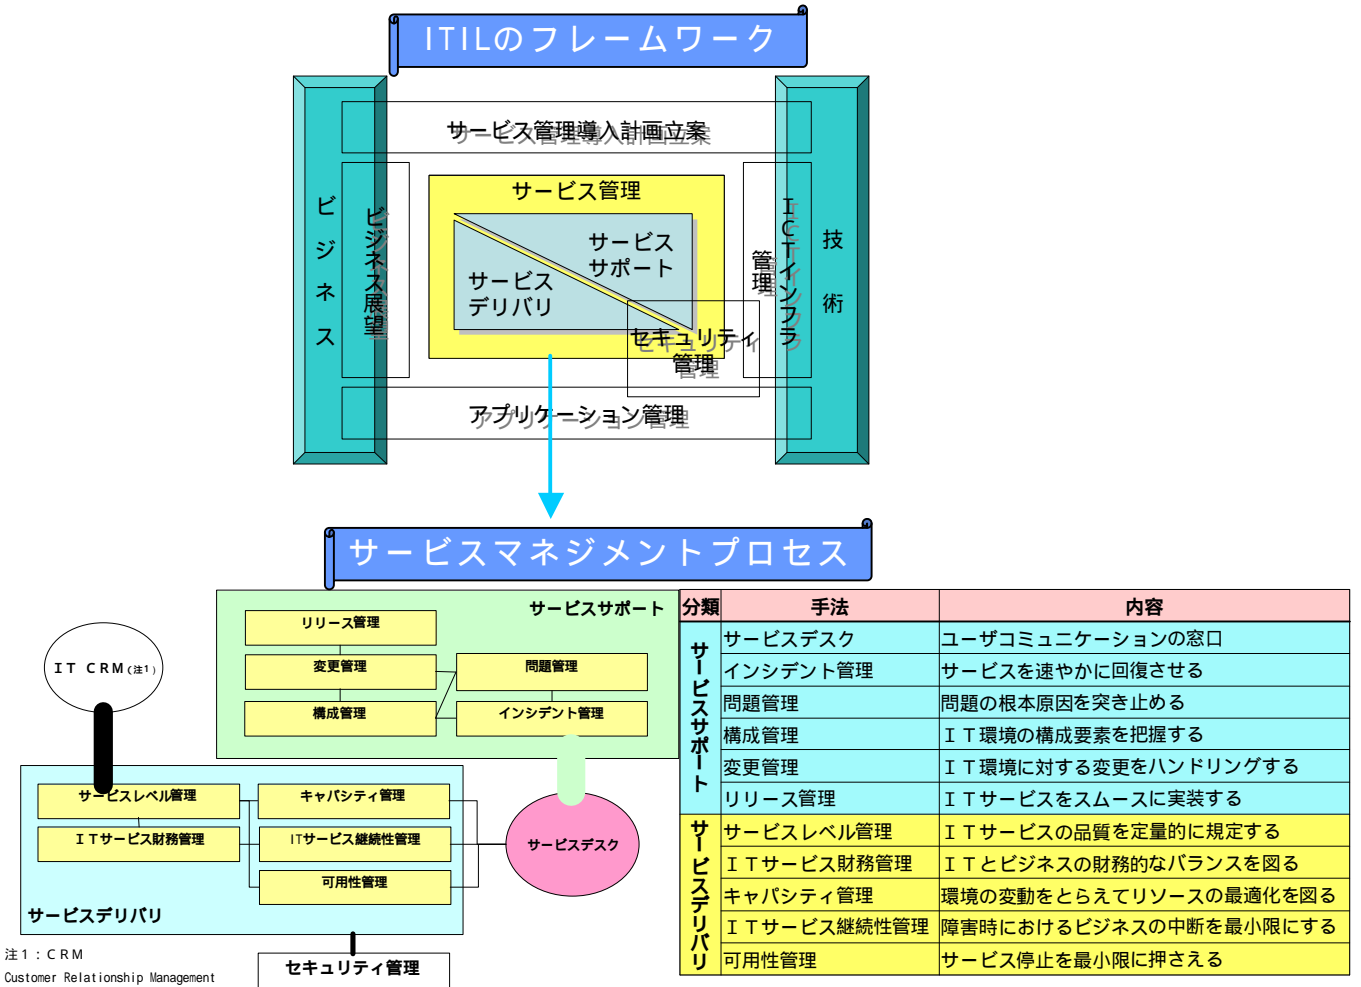 ITILのフレームワーク
サービス管理導入計画立案
ビジネス
ビジネス展望
サービス管理
サービス
サポート
サービス
デリバリ
セキュリティ
管理
ICTインフラ
管理
技術
アプリケーション管理
サービスマネジメントプロセス
サービスサポート
リリース管理
変更管理
問題管理
構成管理
インシデント管理
IT CRM(注1)
サービスレベル管理
キャパシティ管理
ITサービス財務管理
ITサービス継続性管理
可用性管理
サービスデスク
サービスデリバリ
セキュリティ管理
注1:CRM
Customer Relationship Management
分類 手法 内容
サービスサポート
サービスデスク ユーザコミュニケーションの窓口
インシデント管理 サービスを速やかに回復させる
問題管理 問題の根本原因を突き止める
構成管理 IT環境の構成要素を把握する
変更管理 IT環境に対する変更をハンドリングする
リリース管理 ITサービスをスムースに実装する
サービスデリバリ
サービスレベル管理 ITサービスの品質を定量的に規定する
ITサービス財務管理 ITとビジネスの財務的なバランスを図る
キャパシティ管理 環境の変動をとらえてリソースの最適化を図る
ITサービス継続性管理 障害時におけるビジネスの中断を最小限にする
可用性管理 サービス停止を最小限に押さえる